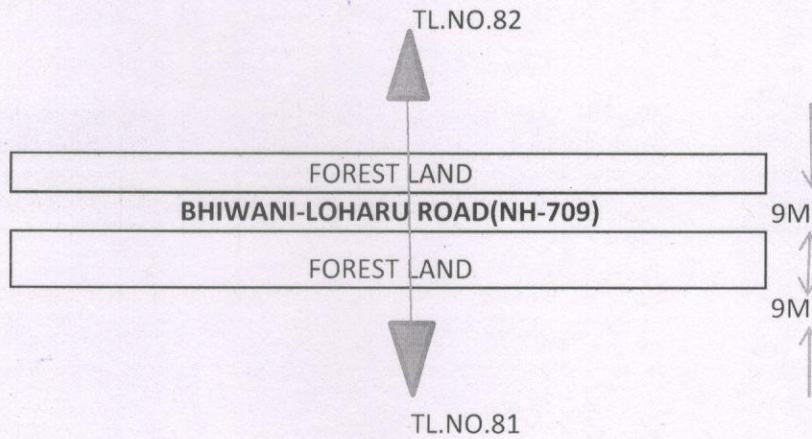 TL.NO.82
FOREST LAND
BHIWANI-LOHARU ROAD(NH-709)
9M
FOREST LAND
9M
TL.NO.81